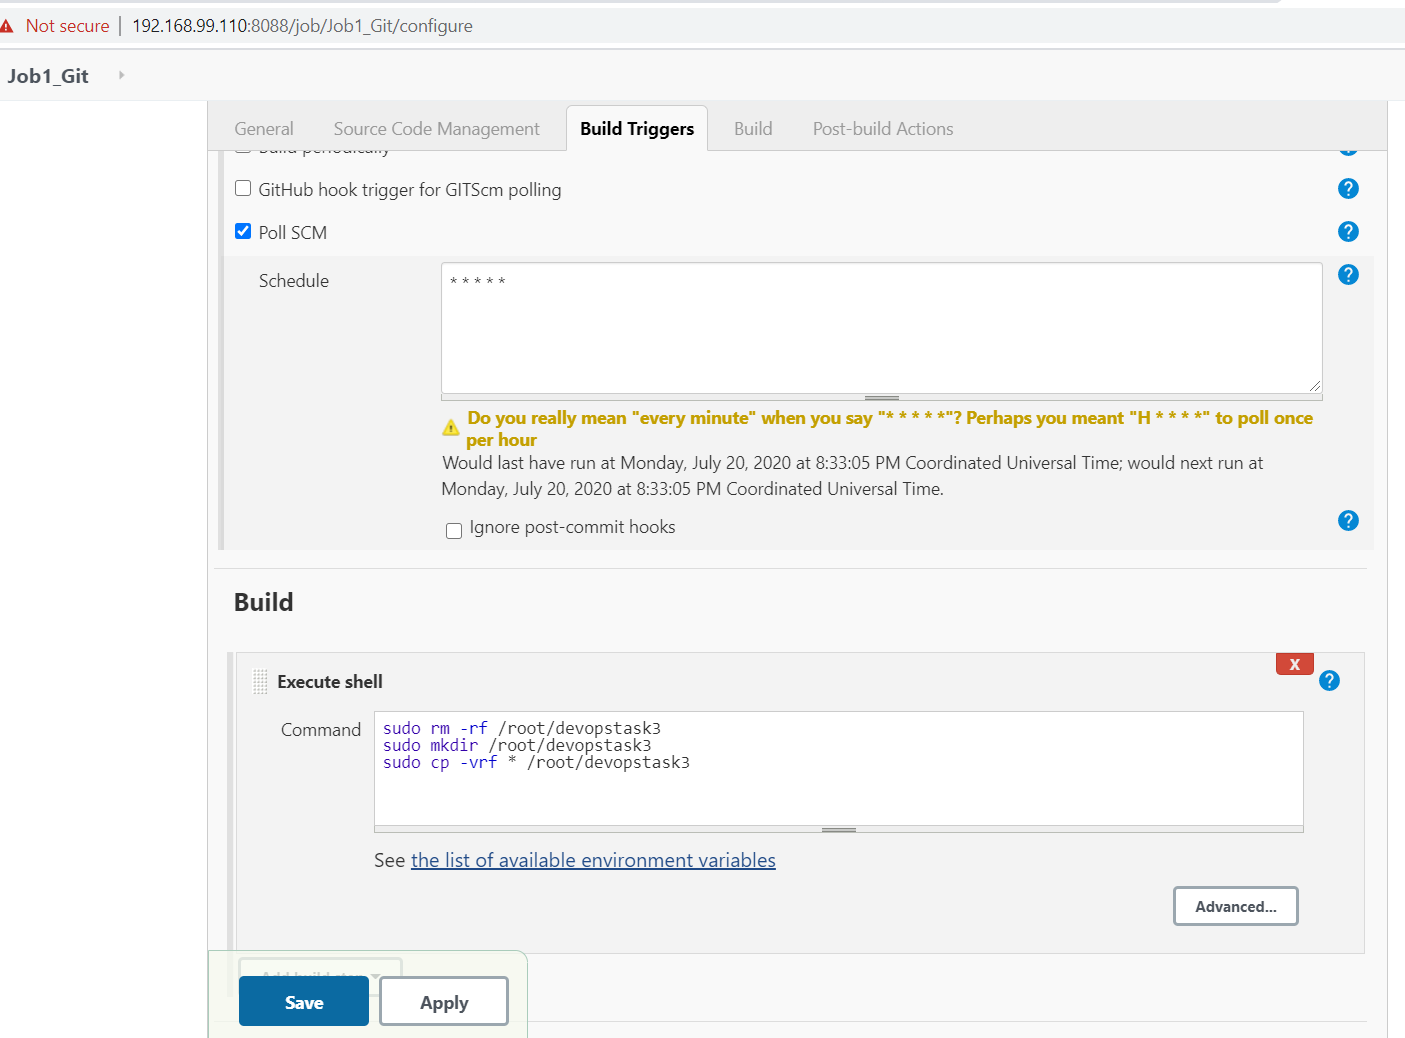 Not secure | 192.168.99.110:8088/job/Job1_Git/configure
Job1_Git
General Source Code Management Build Triggers Build Post-build Actions
Build periodically
GitHub hook trigger for GITScm polling
Poll SCM
Schedule
* * * * *
Do you really mean "every minute" when you say "* * * * *"? Perhaps you meant "H * * * *" to poll once
per hour
Would last have run at Monday, July 20, 2020 at 8:33:05 PM Coordinated Universal Time; would next run at
Monday, July 20, 2020 at 8:33:05 PM Coordinated Universal Time.
Ignore post-commit hooks
Build
X
Execute shell
Command
sudo rm -rf /root/devopstask3
sudo mkdir /root/devopstask3
sudo cp -vrf * /root/devopstask3
See the list of available environment variables
Advanced...
Add build step
Save Apply